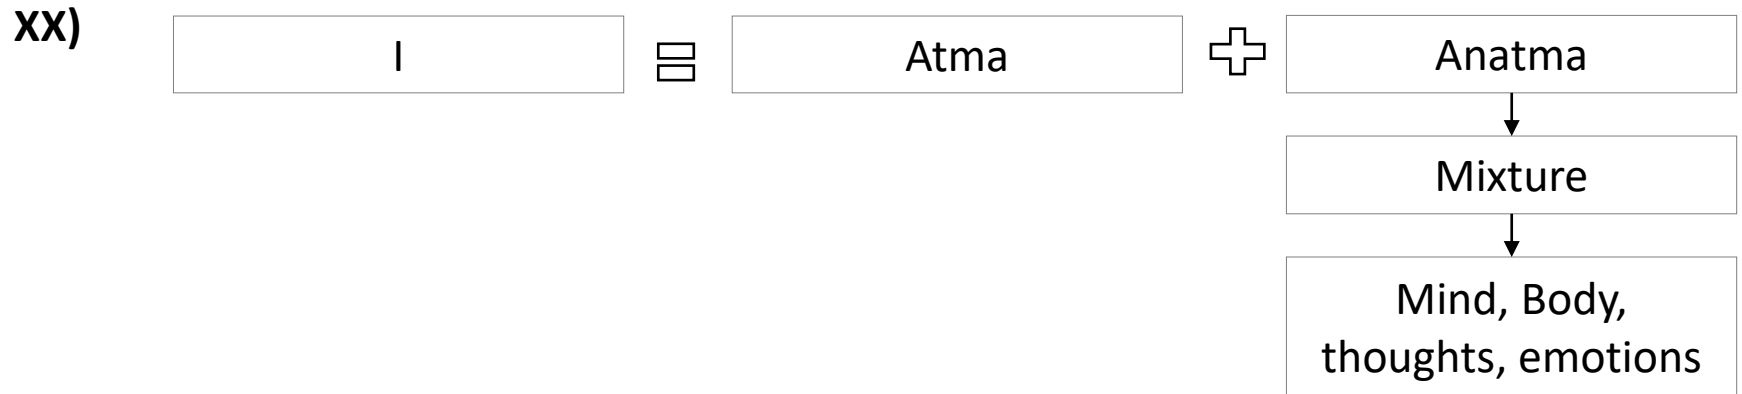 XX)
I = Atma + Anatma
Mixture
Mind, Body,
thoughts, emotions